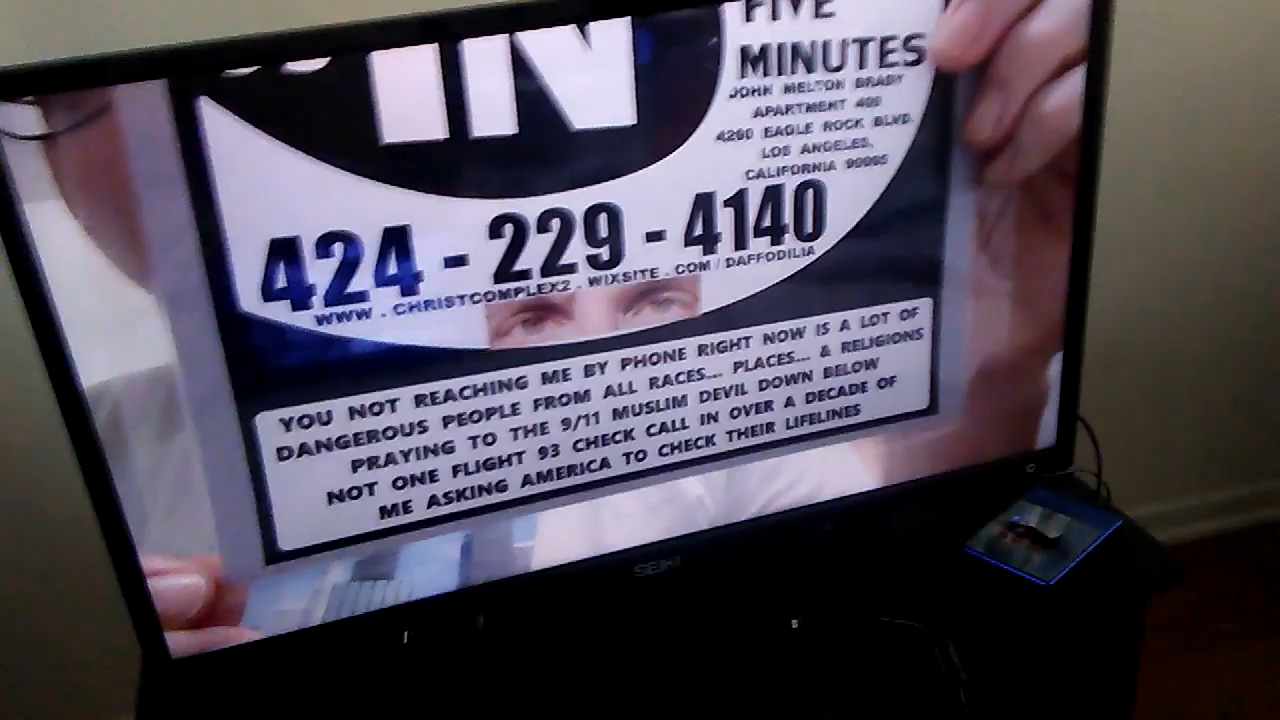 IN
FIVE
MINUTES
JOHN MELTON BRADY
APARTMENT 409
4260 EAGLE ROCK BLVD.
LOS ANGELES,
CALIFORNIA
424 - 229 - 4140
WWW . CHRISTCOMPLEX2 . WIXSITE . COM / DAFFODILIA
YOU NOT REACHING ME BY PHONE RIGHT NOW IS A LOT OF
DANGEROUS PEOPLE FROM ALL RACES... PLACES... & RELIGIONS
PRAYING TO THE 9/11 MUSLIM DEVIL DOWN BELOW
NOT ONE FLIGHT 93 CHECK CALL IN OVER A DECADE OF
ME ASKING AMERICA TO CHECK THEIR LIFELINES
SEIKI